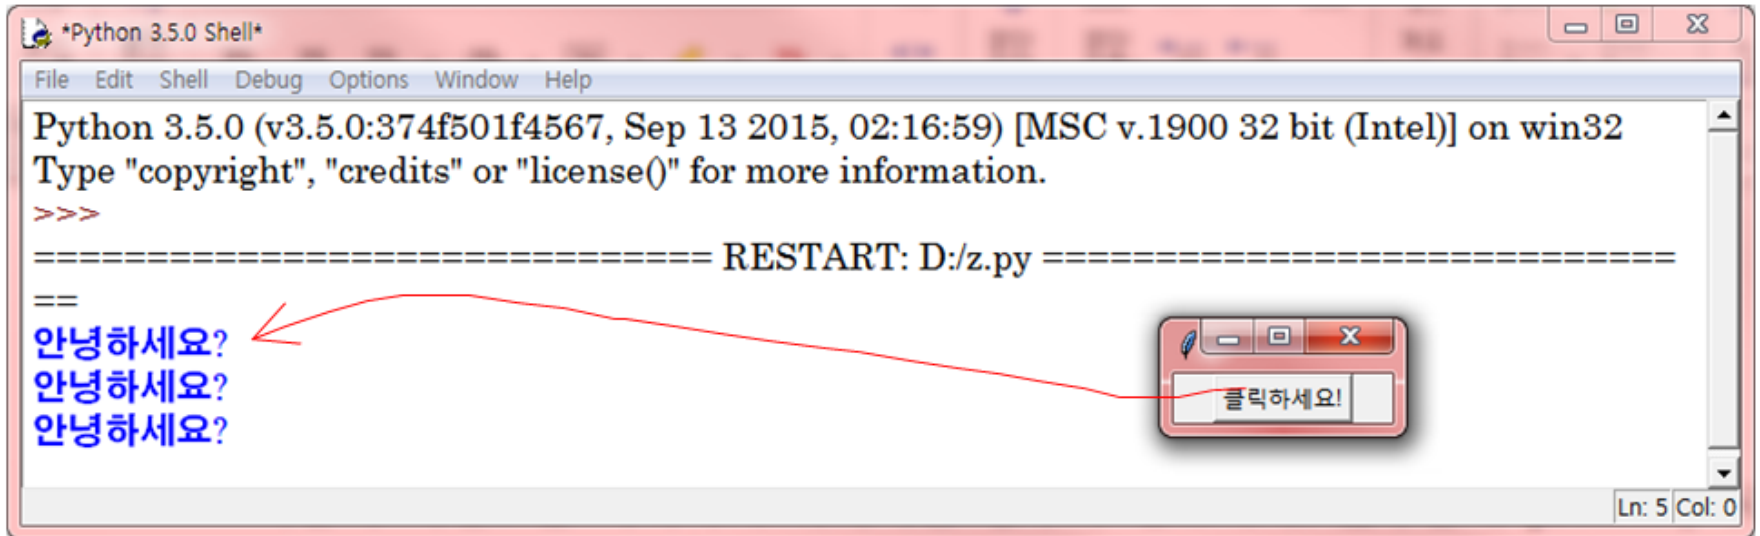 *Python 3.5.0 Shell*
File Edit Shell Debug Options Window Help
Python 3.5.0 (v3.5.0:374f501f4567, Sep 13 2015, 02:16:59) [MSC v.1900 32 bit (Intel)] on win32
Type "copyright", "credits" or "license()" for more information.
>>>
============================== RESTART: D:/z.py ============================
==
안녕하세요?
안녕하세요?
안녕하세요?
클릭하세요!
Ln: 5 Col: 0